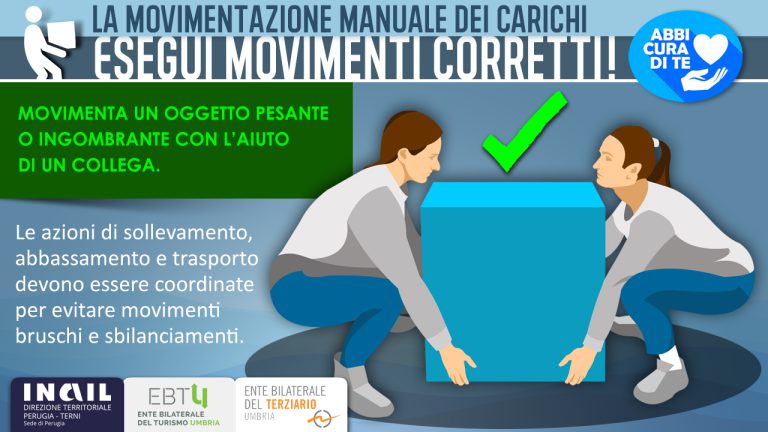 LA MOVIMENTAZIONE MANUALE DEI CARICHI
ESEGUI MOVIMENTI CORRETTI!
ABBI
CURA
DI TE
MOVIMENTA UN OGGETTO PESANTE
O INGOMBRANTE CON L'AIUTO
DI UN COLLEGA.
Le azioni di sollevamento,
abbassamento e trasporto
devono essere coordinate
per evitare movimenti
bruschi e sbilanciamenti.
INAIL
DIREZIONE TERRITORIALE
PERUGIA - TERNI
Sede di Perugia
EBT4
ENTE BILATERALE
DEL TURISMO UMBRIA
ENTE BILATERALE
DEL TERZIARIO
UMBRIA